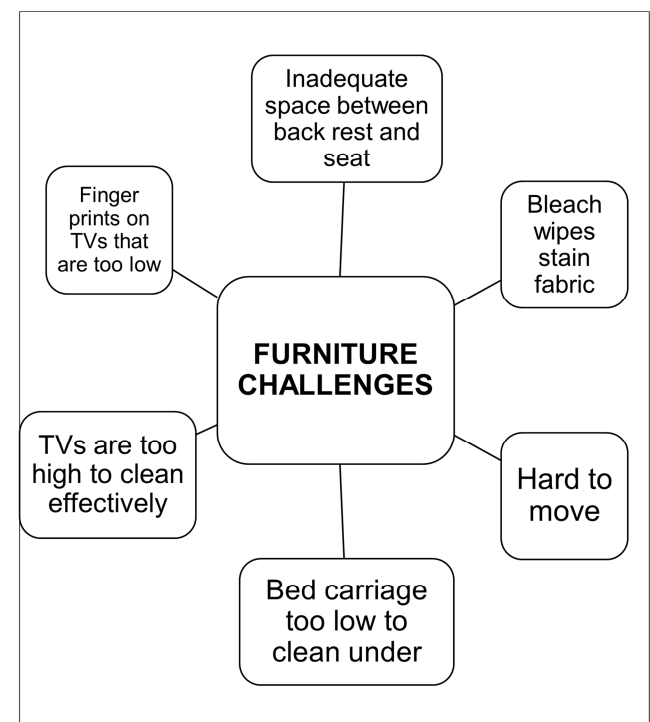 Inadequate
space between
back rest and
seat
Finger
prints on
TVs that
are too low
Bleach
wipes
stain
fabric
FURNITURE
CHALLENGES
TVs are too
high to clean
effectively
Hard to
move
Bed carriage
too low to
clean under